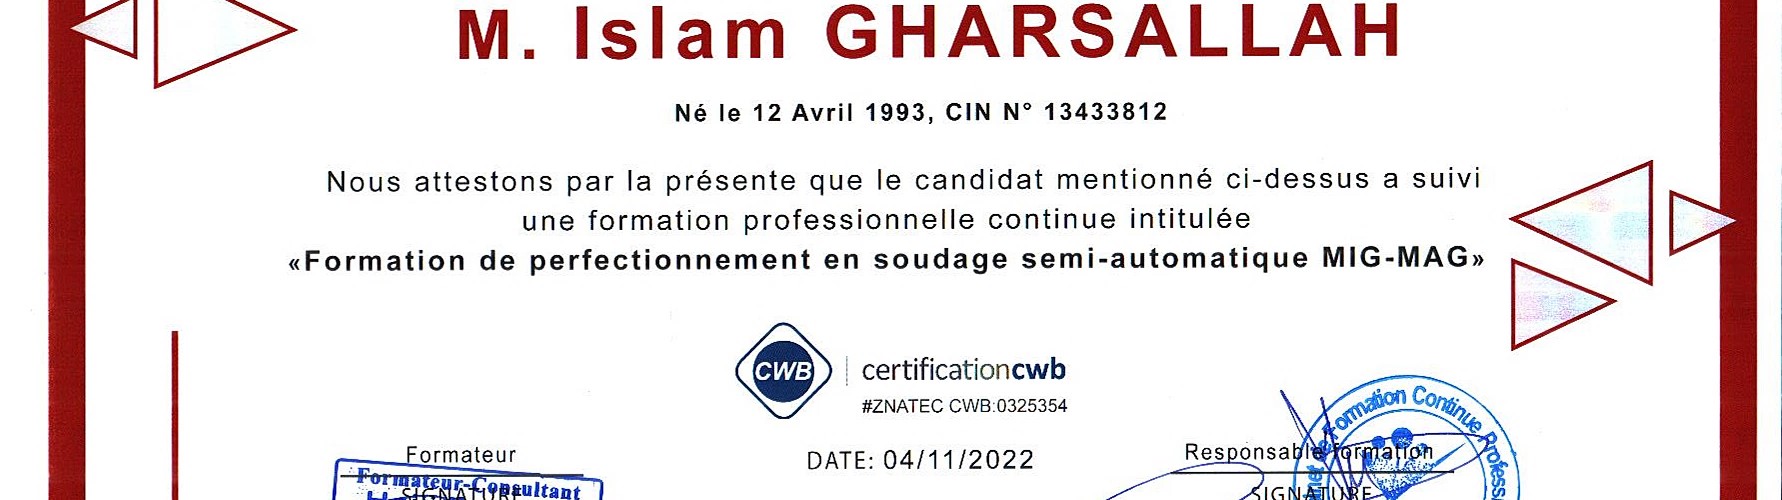 M. Islam GHARSALLAH
Né le 12 Avril 1993, CIN N° 13433812
Nous attestons par la présente que le candidat mentionné ci-dessus a suivi
une formation professionnelle continue intitulée
«Formation de perfectionnement en soudage semi-automatique MIG-MAG»
CWB
certificationcwb
#ZNATEC CWB:0325354
Formateur
DATE: 04/11/2022
Responsable formation
Formateur-Consultant
SIGNATURE
SIGNATURE
de Formation Continue